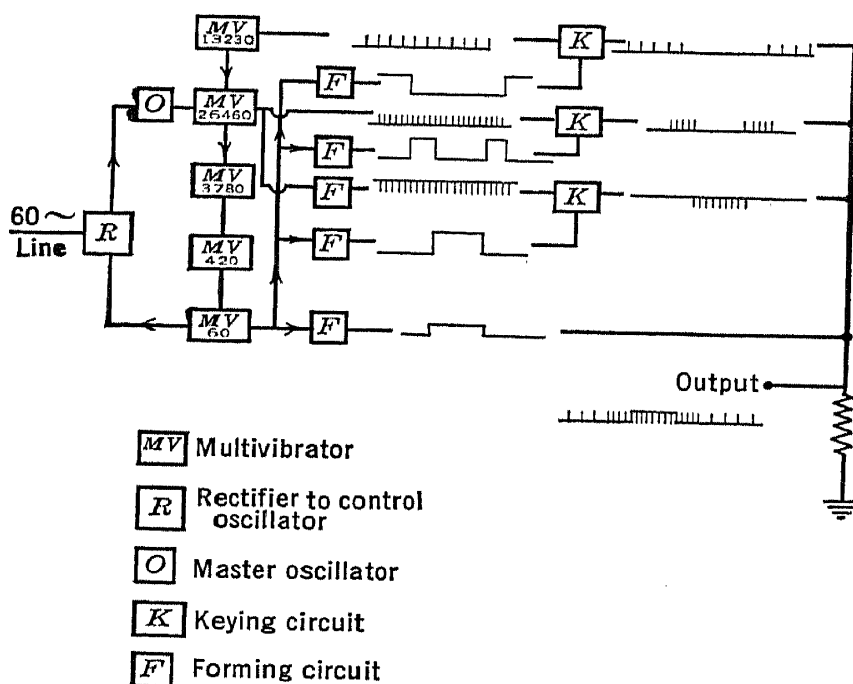 MV
13230
K
F
O
MV
26460
K
F
MV
3780
F
K
60~
Line
R
MV
420
F
MV
60
F
Output
MV Multivibrator
R Rectifier to control
oscillator
O Master oscillator
K Keying circuit
F Forming circuit